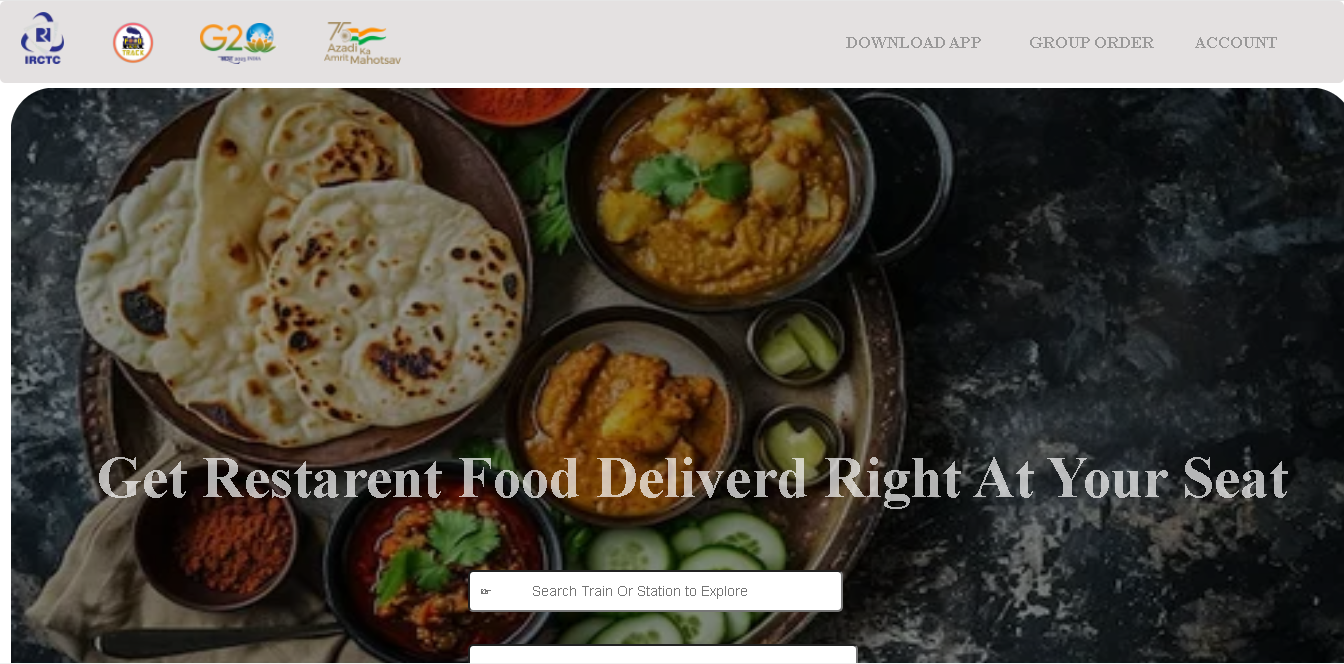 IRCTC
TRACK
G20
75
Azadi Ka
Amrit Mahotsav
DOWNLOAD APP
GROUP ORDER
ACCOUNT
Get Restarent Food Deliverd Right At Your Seat
Search Train Or Station to Explore